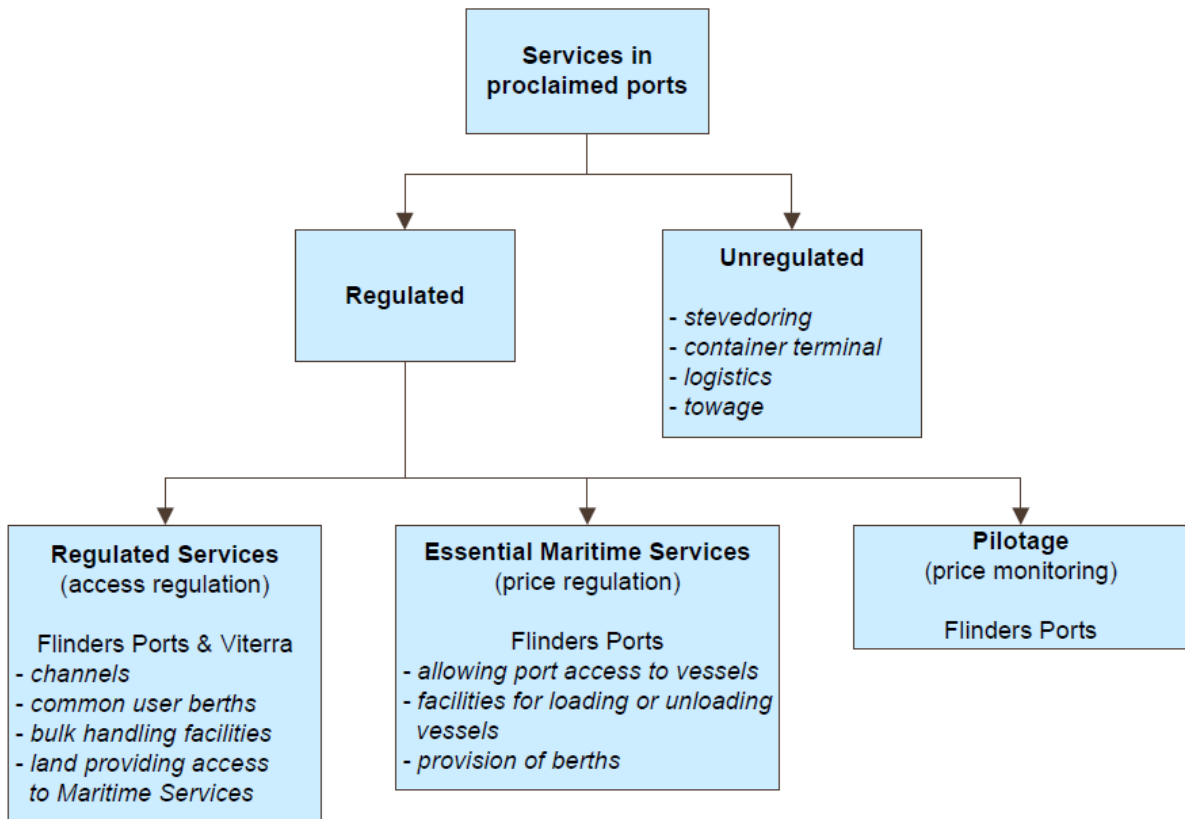 Services in
proclaimed ports
Regulated
Unregulated
- stevedoring
- container terminal
- logistics
- towage
Regulated Services
(access regulation)
Flinders Ports & Viterra
- channels
- common user berths
- bulk handling facilities
- land providing access
to Maritime Services
Essential Maritime Services
(price regulation)
Flinders Ports
- allowing port access to vessels
- facilities for loading or unloading
vessels
- provision of berths
Pilotage
(price monitoring)
Flinders Ports